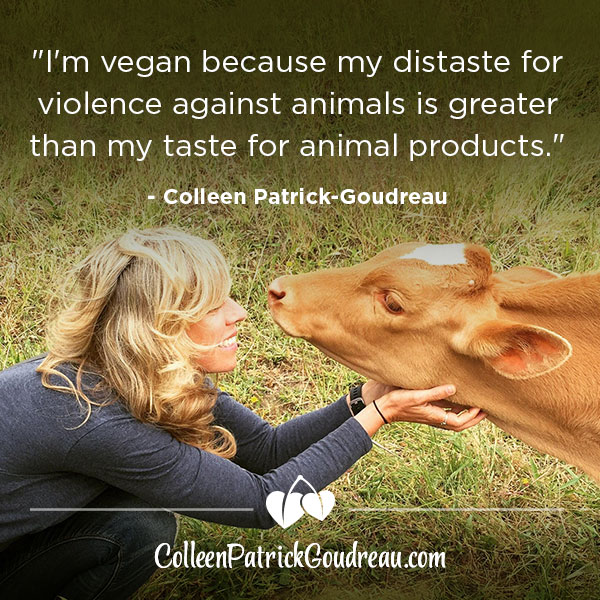 "I'm vegan because my distaste for
violence against animals is greater
than my taste for animal products."
- Colleen Patrick-Goudreau
ColleenPatrickGoudreau.com